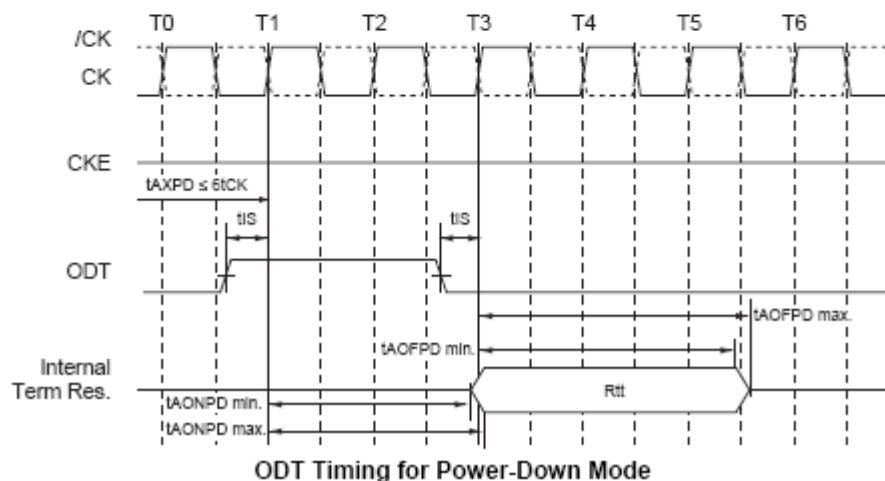 T0 T1 T2 T3 T4 T5 T6
/CK
CK
CKE
tAXPD ≤ 6tCK
tIS tIS
ODT
tAOFPD max.
tAOFPD min.
Internal
Term Res.
Rtt
tAONPD min.
tAONPD max.
ODT Timing for Power-Down Mode